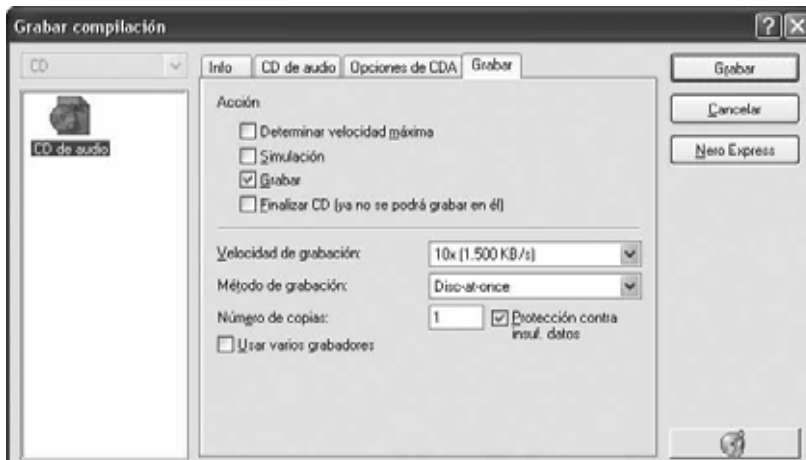 Grabar compilación
CD
CD de audio
Info
CD de audio
Opciones de CDA
Grabar
Acción
Determinar velocidad máxima
Simulación
Grabar
Finalizar CD (ya no se podrá grabar en él)
Velocidad de grabación:
10x (1.500 KB/s)
Método de grabación:
Disc-at-once
Número de copias:
1
Protección contra
insuf. datos
Usar varios grabadores
Grabar
Cancelar
Nero Express